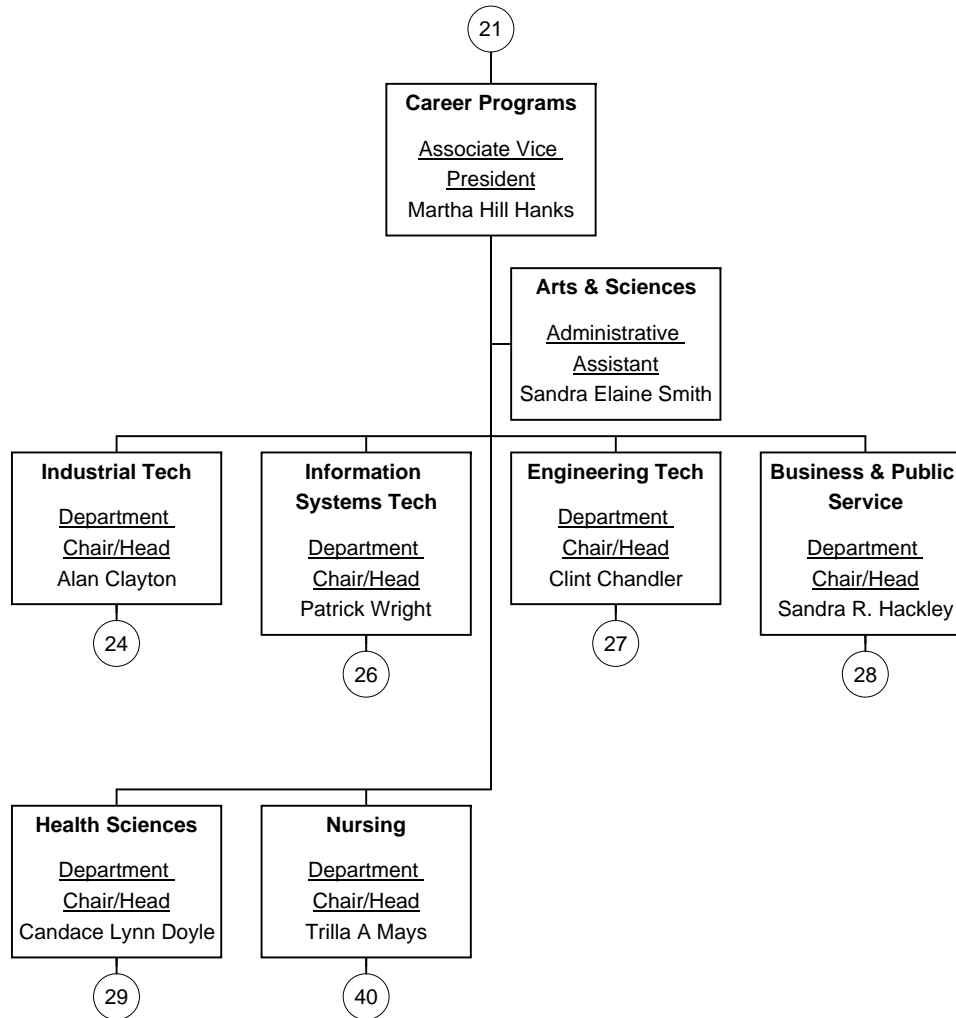 21
Career Programs
Associate Vice
President
Martha Hill Hanks
Arts & Sciences
Administrative
Assistant
Sandra Elaine Smith
Industrial Tech
Department
Chair/Head
Alan Clayton
24
Information
Systems Tech
Department
Chair/Head
Patrick Wright
26
Engineering Tech
Department
Chair/Head
Clint Chandler
27
Business & Public
Service
Department
Chair/Head
Sandra R. Hackley
28
Health Sciences
Department
Chair/Head
Candace Lynn Doyle
29
Nursing
Department
Chair/Head
Trilla A Mays
40